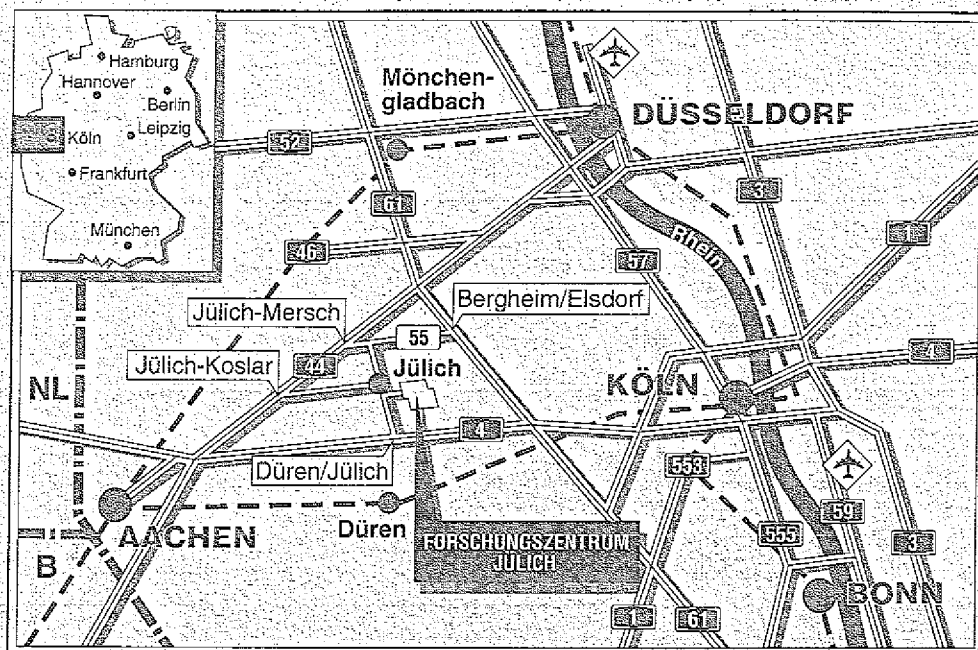 Hamburg
Hannover
Berlin
Leipzig
Köln
Frankfurt
München
Mönchen-
gladbach
DÜSSELDORF
52
61
3
1
46
57
Rhein
Jülich-Mersch
Bergheim/Elsdorf
55
44
Jülich-Koslar
Jülich
4
NL
KÖLN
4
Düren/Jülich
553
AACHEN
Düren
59
B
FORSCHUNGSZENTRUM
JÜLICH
555
3
BONN
1
61